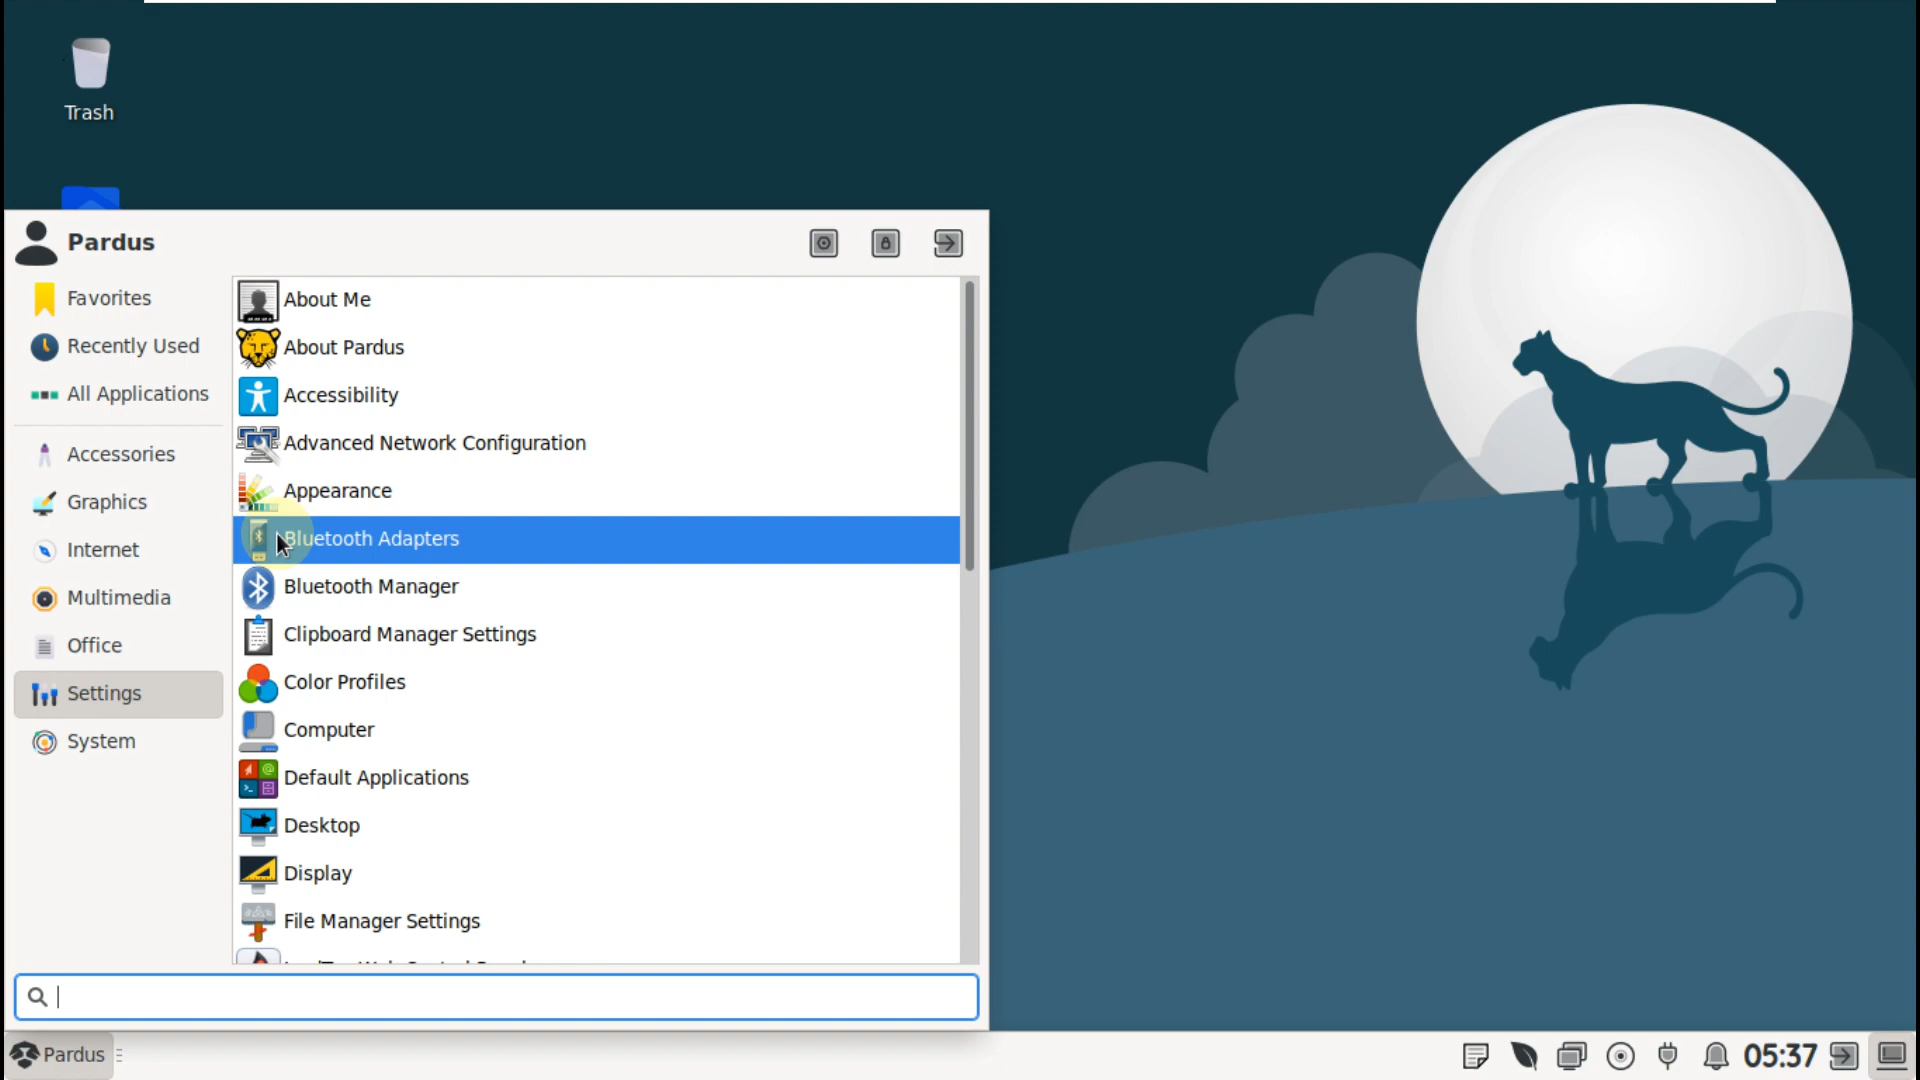 Trash
Pardus
Favorites
Recently Used
All Applications
Accessories
Graphics
Internet
Multimedia
Office
Settings
System
About Me
About Pardus
Accessibility
Advanced Network Configuration
Appearance
Bluetooth Adapters
Bluetooth Manager
Clipboard Manager Settings
Color Profiles
Computer
Default Applications
Desktop
Display
File Manager Settings
Pardus
05:37